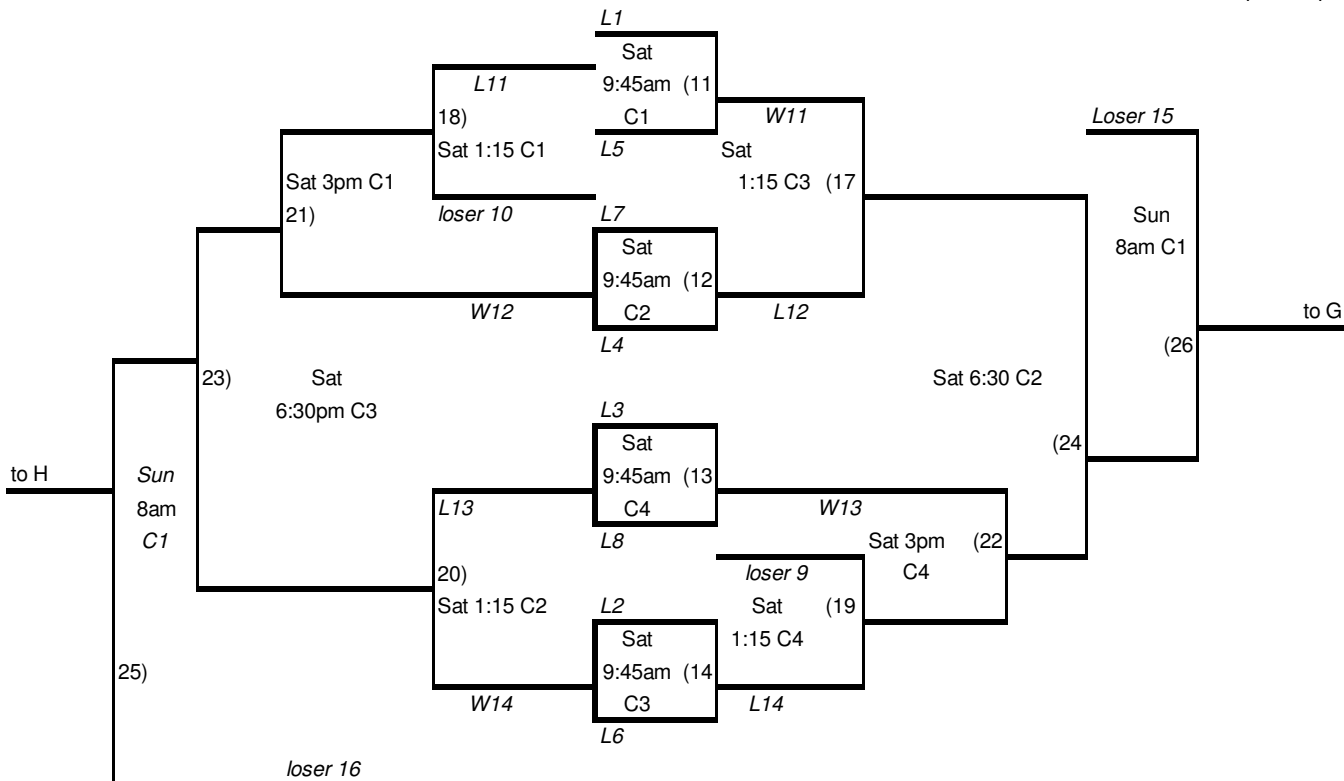 L1
Sat
9:45am (11
C1
L5
L11
18)
Sat 1:15 C1
loser 10
W11
Sat
1:15 C3 (17
Loser 15
Sat 3pm C1
21)
L7
Sat
9:45am (12
C2
L4
W12
L12
Sun
8am C1
to G
(26
23)
Sat
6:30pm C3
Sat 6:30 C2
(24
L3
Sat
9:45am (13
C4
L8
to H
Sun
8am
C1
L13
W13
Sat 3pm (22
C4
20)
Sat 1:15 C2
loser 9
Sat (19
1:15 C4
L2
Sat
9:45am (14
C3
L6
25)
W14
L14
loser 16